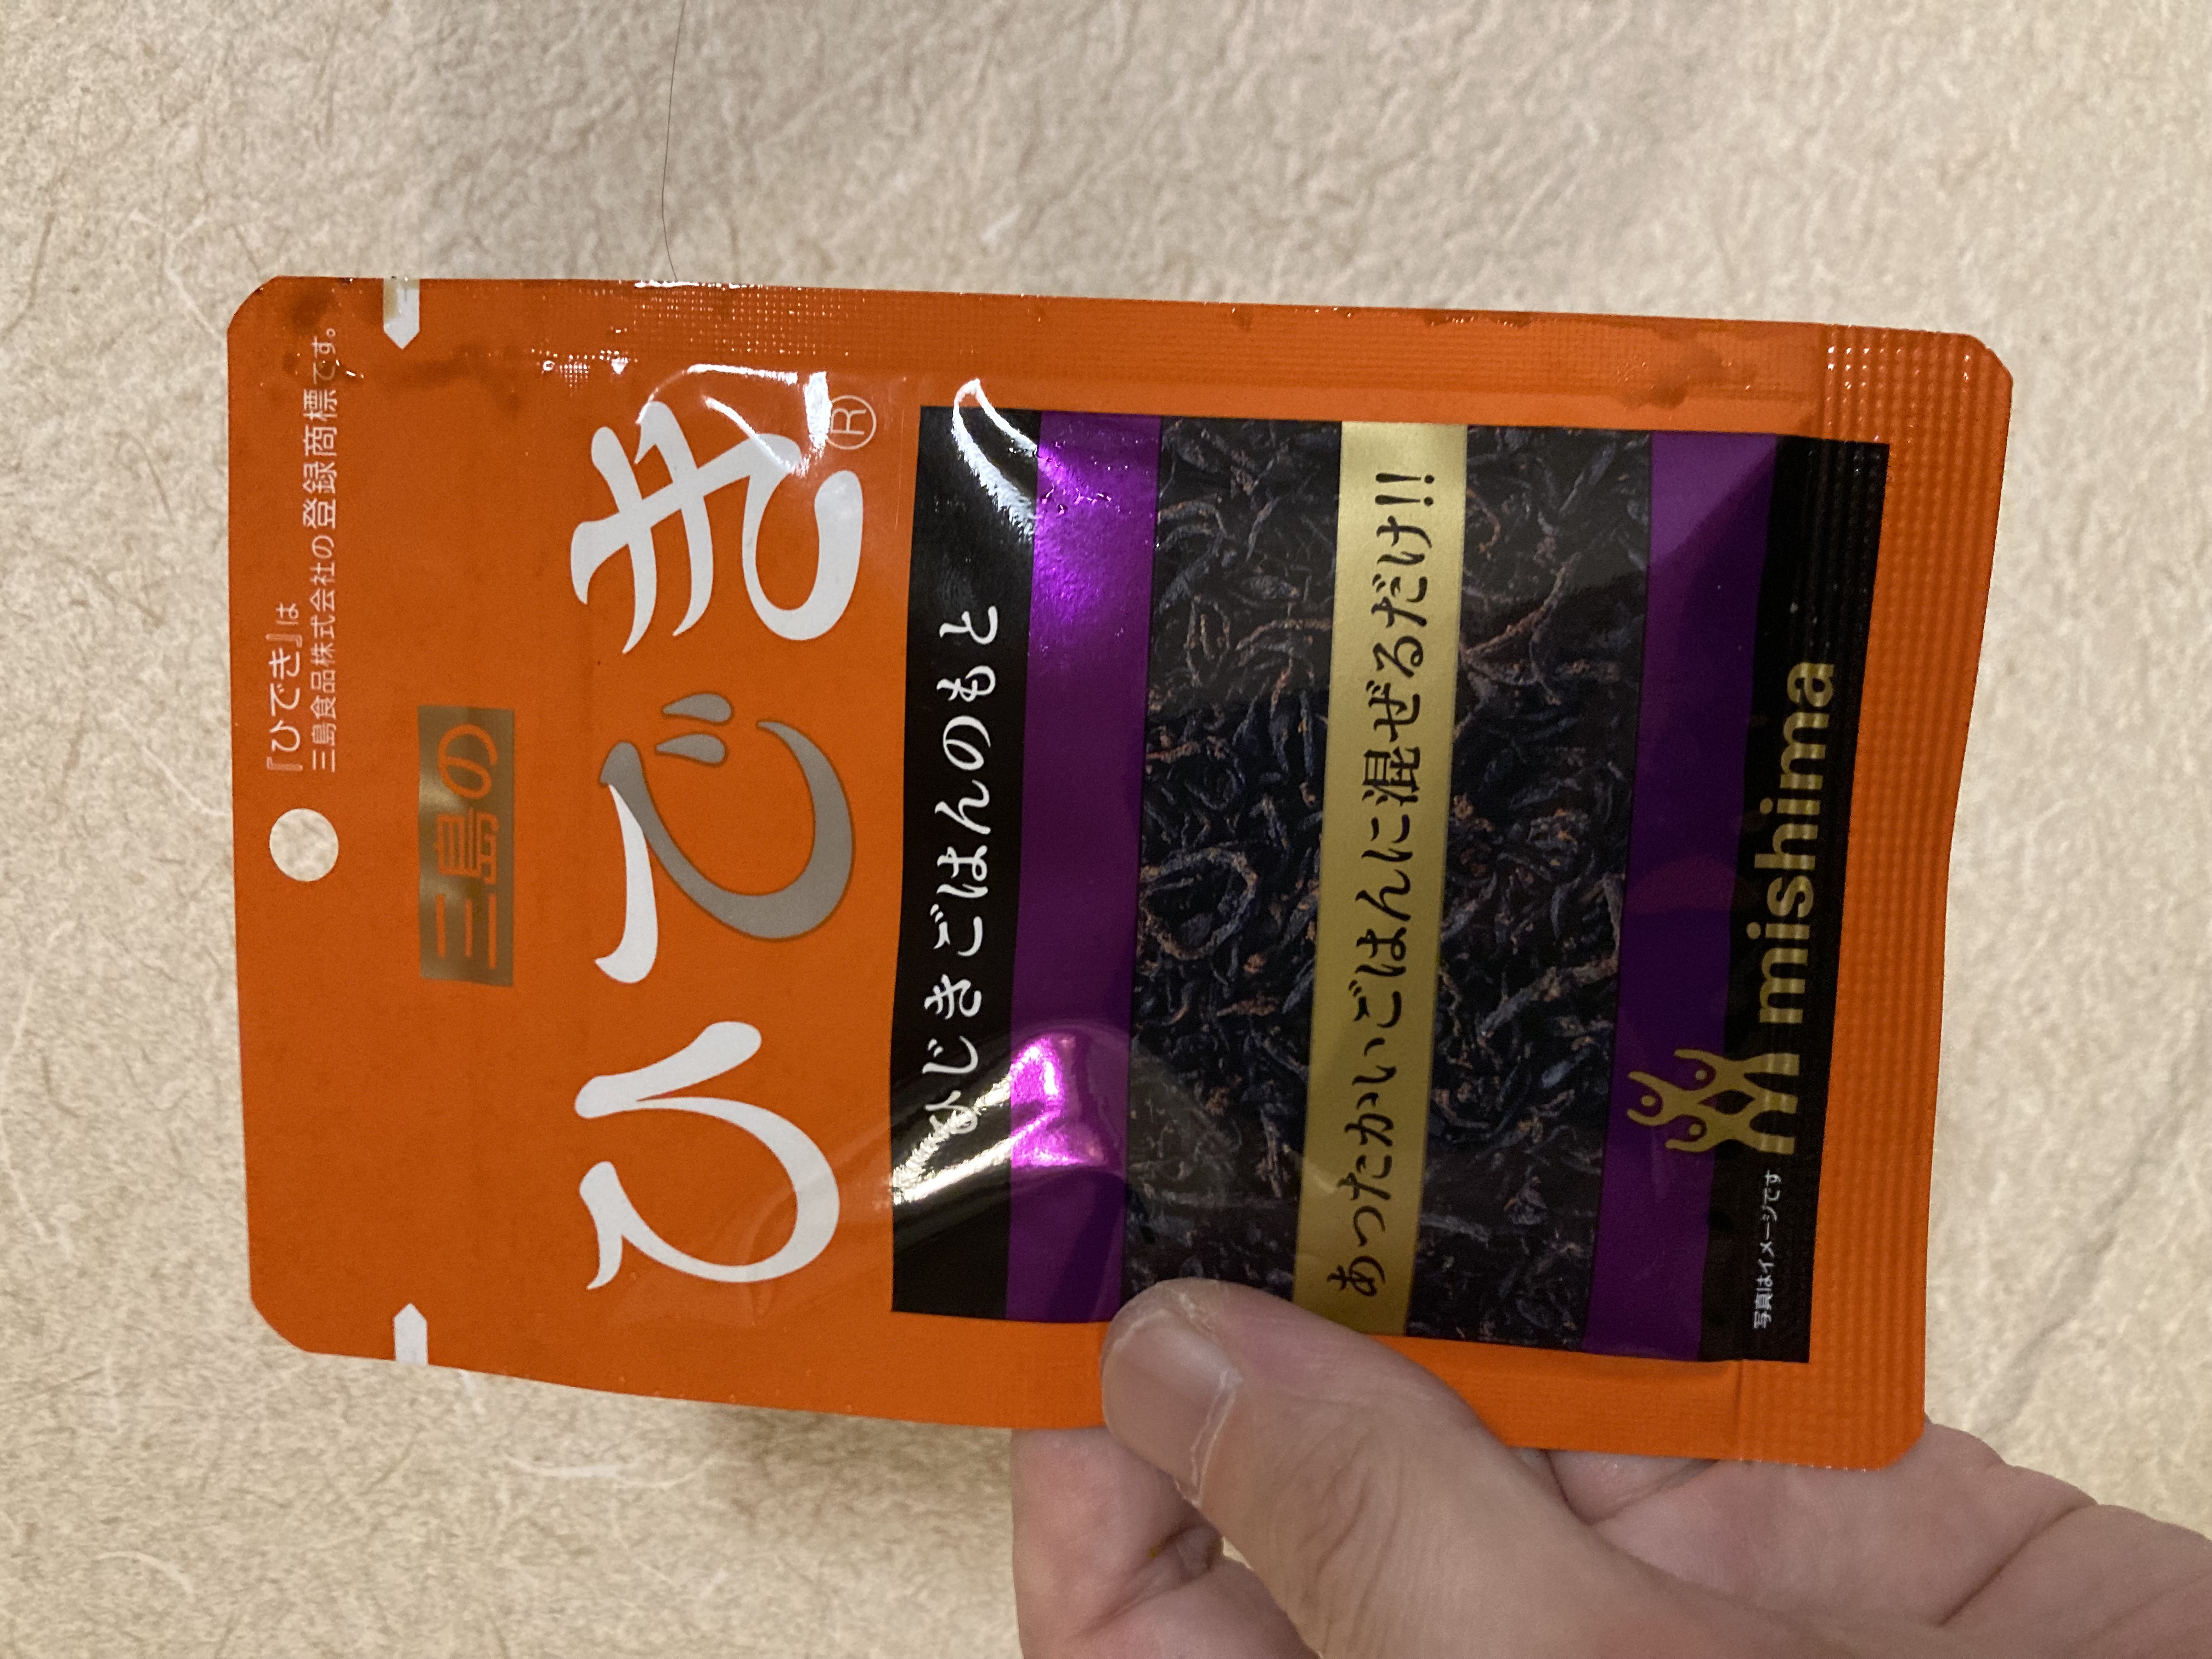 『ひでき』は
三島食品株式会社の登録商標です。
三島の
ひでき®
ひじきごはんのもと
あったかいごはんに混ぜるだけ!!
mishima
写真はイメージです